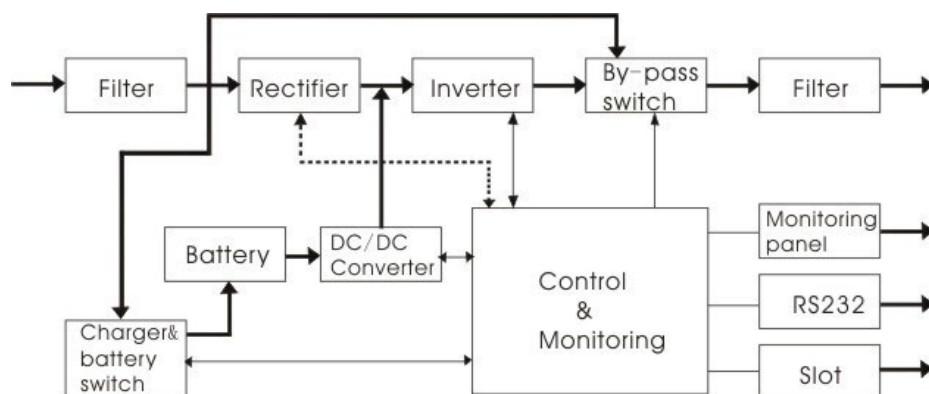 Filter
Rectifier
Inverter
By-pass
switch
Filter
Battery
DC/DC
Converter
Control
&
Monitoring
Monitoring
panel
RS232
Slot
Charger&
battery
switch